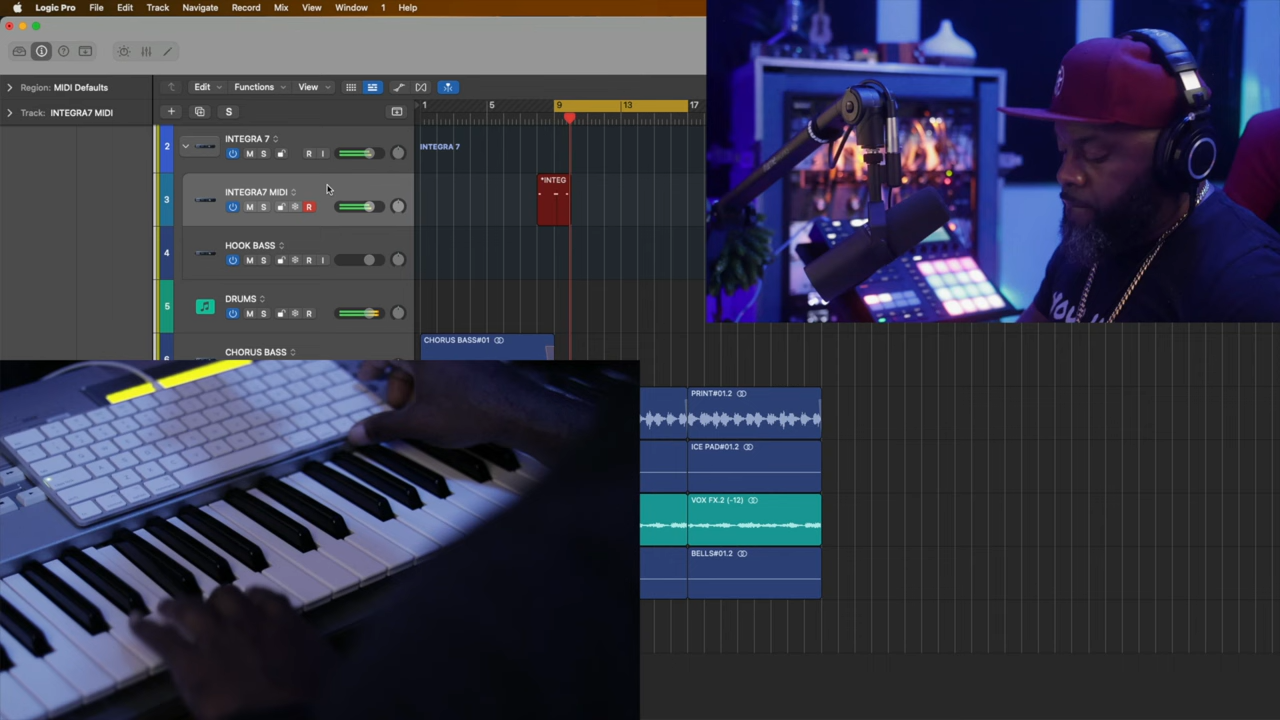 Logic Pro File Edit Track Navigate Record Mix View Window 1 Help
Region: MIDI Defaults
Edit Functions View
Track: INTEGRA7 MIDI
S
1 5 9 13 17
2 INTEGRA 7
M S R I
INTEGRA 7
3 INTEGRA7 MIDI
M S R
*INTEG
4 HOOK BASS
M S R I
5 DRUMS
M S R
CHORUS BASS
CHORUS BASS#01
PRINT#01.2
ICE PAD#01.2
VOX FX.2 (-12)
BELLS#01.2